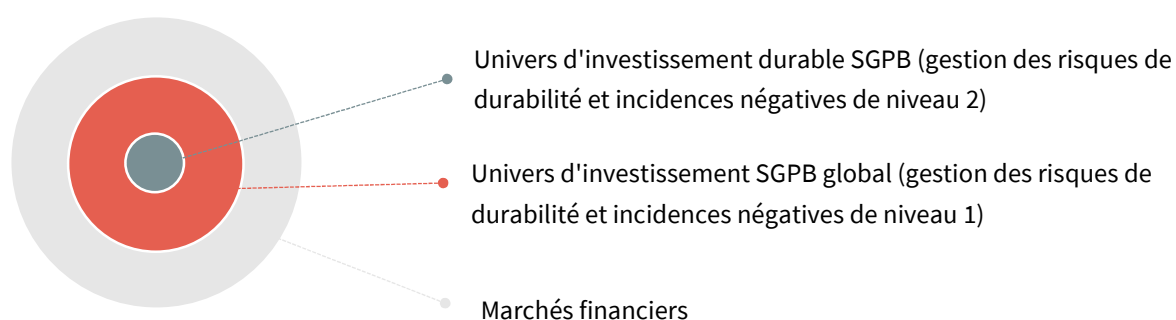 Univers d'investissement durable SGPB (gestion des risques de
durabilité et incidences négatives de niveau 2)
Univers d'investissement SGPB global (gestion des risques de
durabilité et incidences négatives de niveau 1)
Marchés financiers